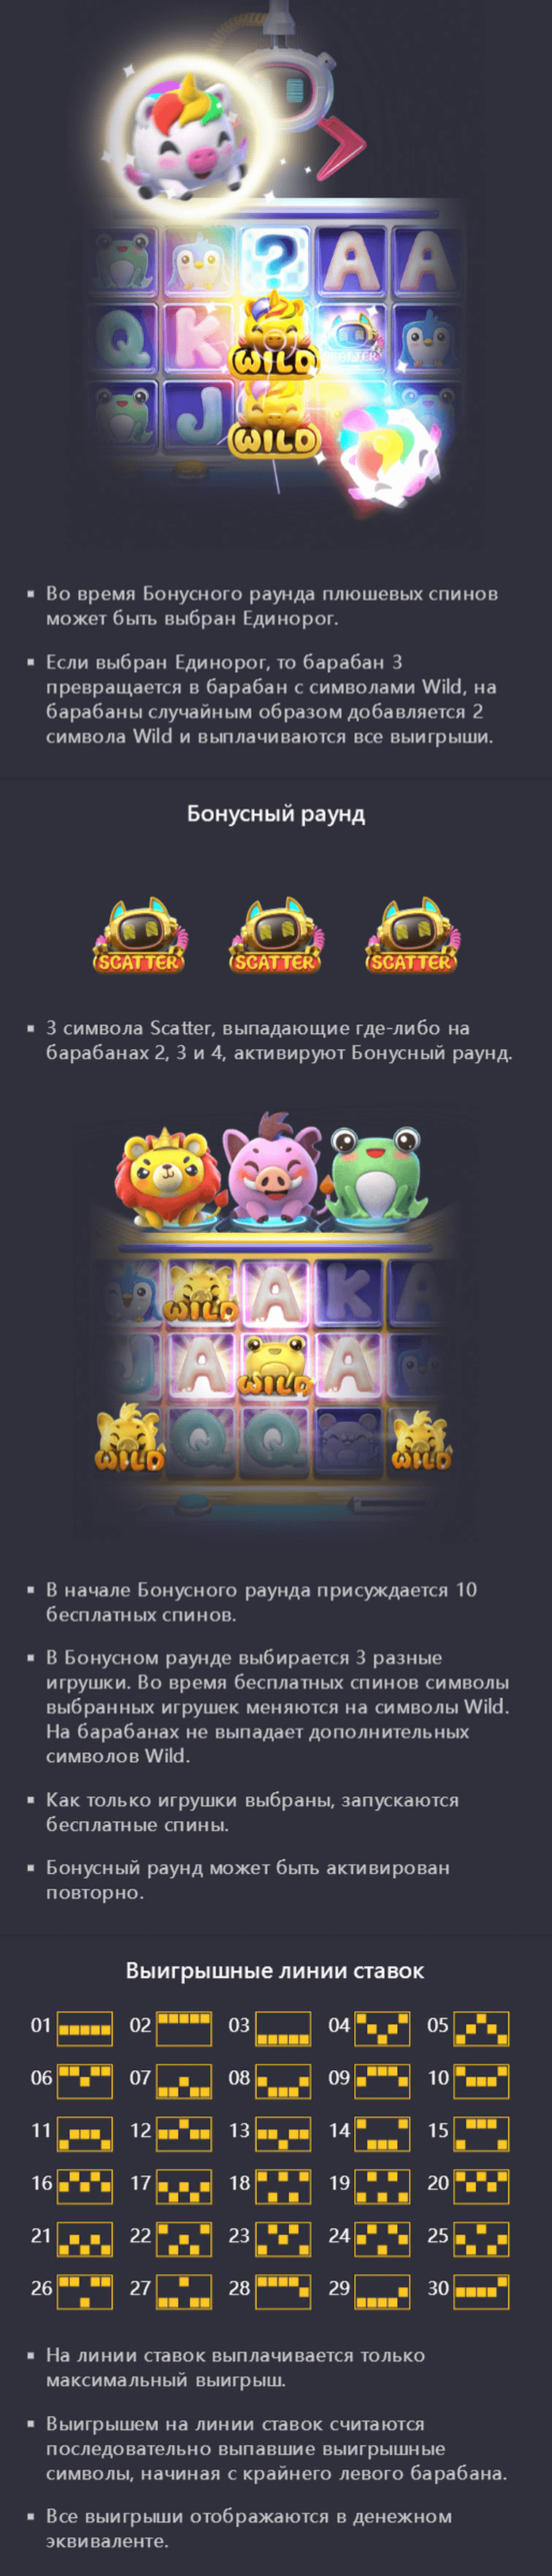 ?
A
A
Q
K
WILD
SCATTER
J
WILD
Во время Бонусного раунда плюшевых спинов
может быть выбран Единорог.
Если выбран Единорог, то барабан 3
превращается в барабан с символами Wild, на
барабаны случайным образом добавляется 2
символа Wild и выплачиваются все выигрыши.
Бонусный раунд
SCATTER
SCATTER
SCATTER
3 символа Scatter, выпадающие где-либо на
барабанах 2, 3 и 4, активируют Бонусный раунд.
WILD
A
K
A
J
A
WILD
A
WILD
Q
Q
WILD
В начале Бонусного раунда присуждается 10
бесплатных спинов.
В Бонусном раунде выбирается 3 разные
игрушки. Во время бесплатных спинов символы
выбранных игрушек меняются на символы Wild.
На барабанах не выпадает дополнительных
символов Wild.
Как только игрушки выбраны, запускаются
бесплатные спины.
Бонусный раунд может быть активирован
повторно.
Выигрышные линии ставок
01 02 03 04 05
06 07 08 09 10
11 12 13 14 15
16 17 18 19 20
21 22 23 24 25
26 27 28 29 30
На линии ставок выплачивается только
максимальный выигрыш.
Выигрышем на линии ставок считаются
последовательно выпавшие выигрышные
символы, начиная с крайнего левого барабана.
Все выигрыши отображаются в денежном
эквиваленте.